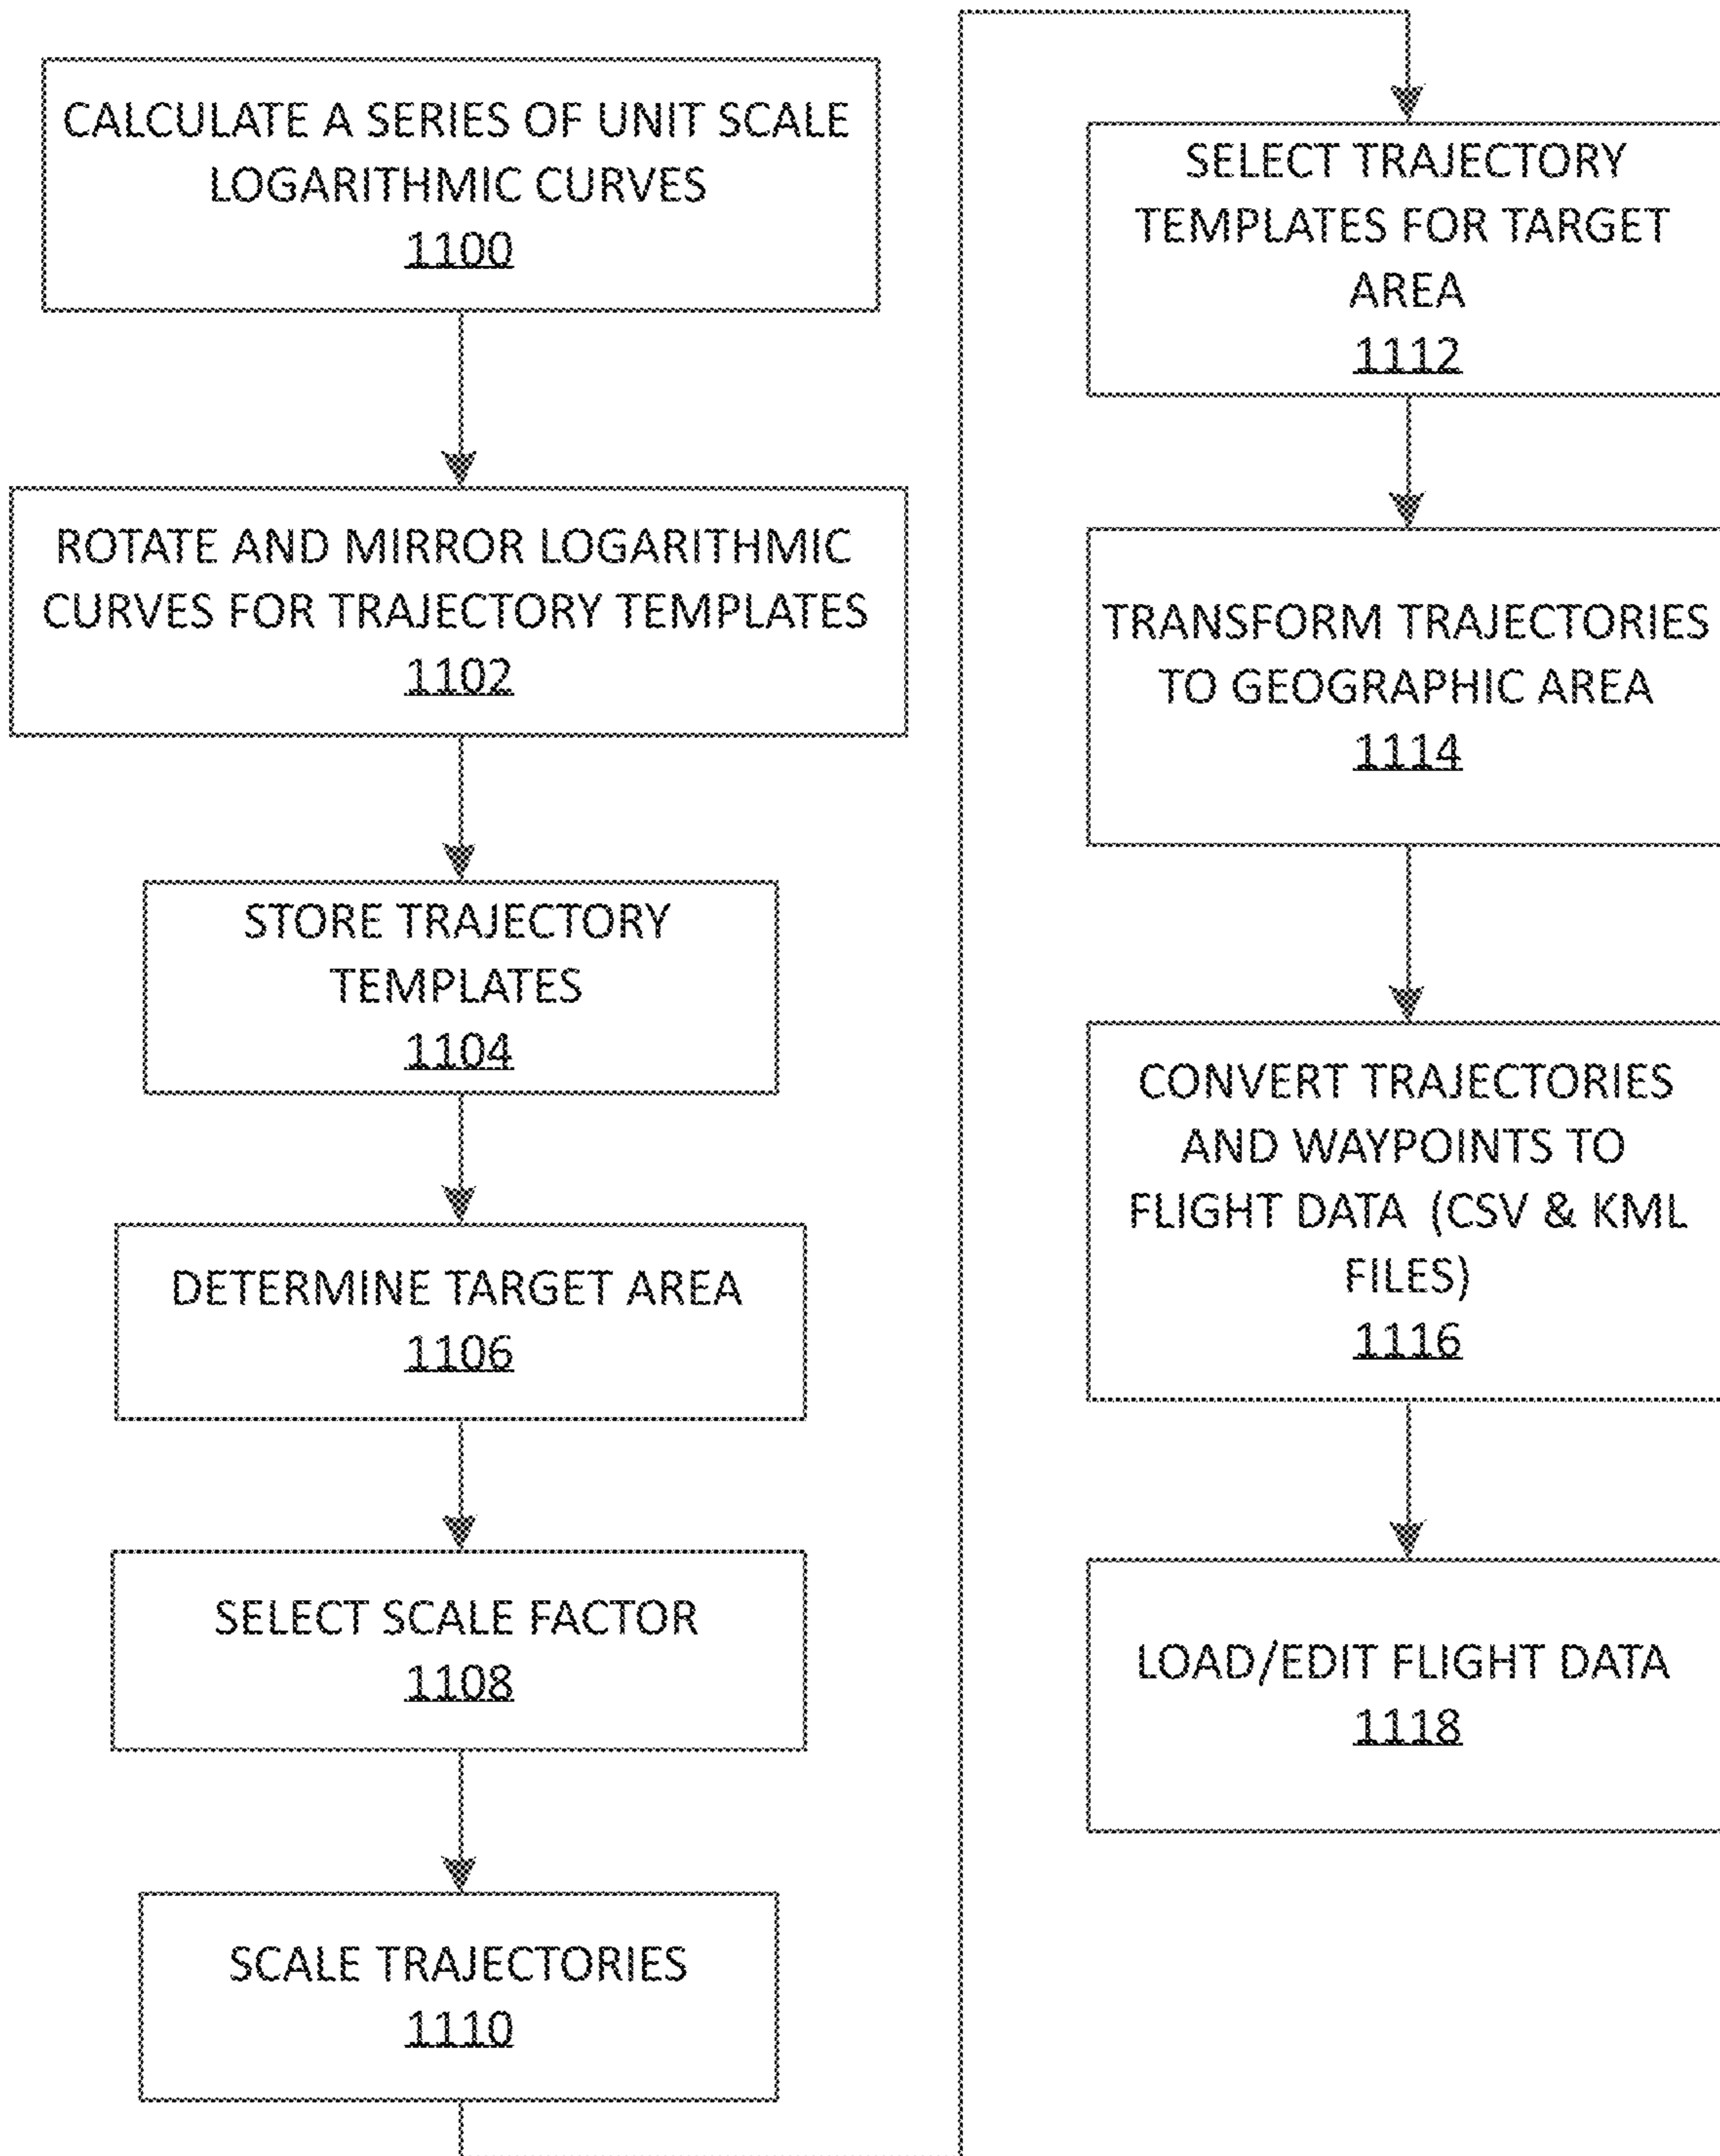 CALCULATE A SERIES OF UNIT SCALE
LOGARITHMIC CURVES
1100
ROTATE AND MIRROR LOGARITHMIC
CURVES FOR TRAJECTORY TEMPLATES
1102
STORE TRAJECTORY
TEMPLATES
1104
DETERMINE TARGET AREA
1106
SELECT SCALE FACTOR
1108
SCALE TRAJECTORIES
1110
SELECT TRAJECTORY
TEMPLATES FOR TARGET
AREA
1112
TRANSFORM TRAJECTORIES
TO GEOGRAPHIC AREA
1114
CONVERT TRAJECTORIES
AND WAYPOINTS TO
FLIGHT DATA (CSV & KML
FILES)
1116
LOAD/EDIT FLIGHT DATA
1118